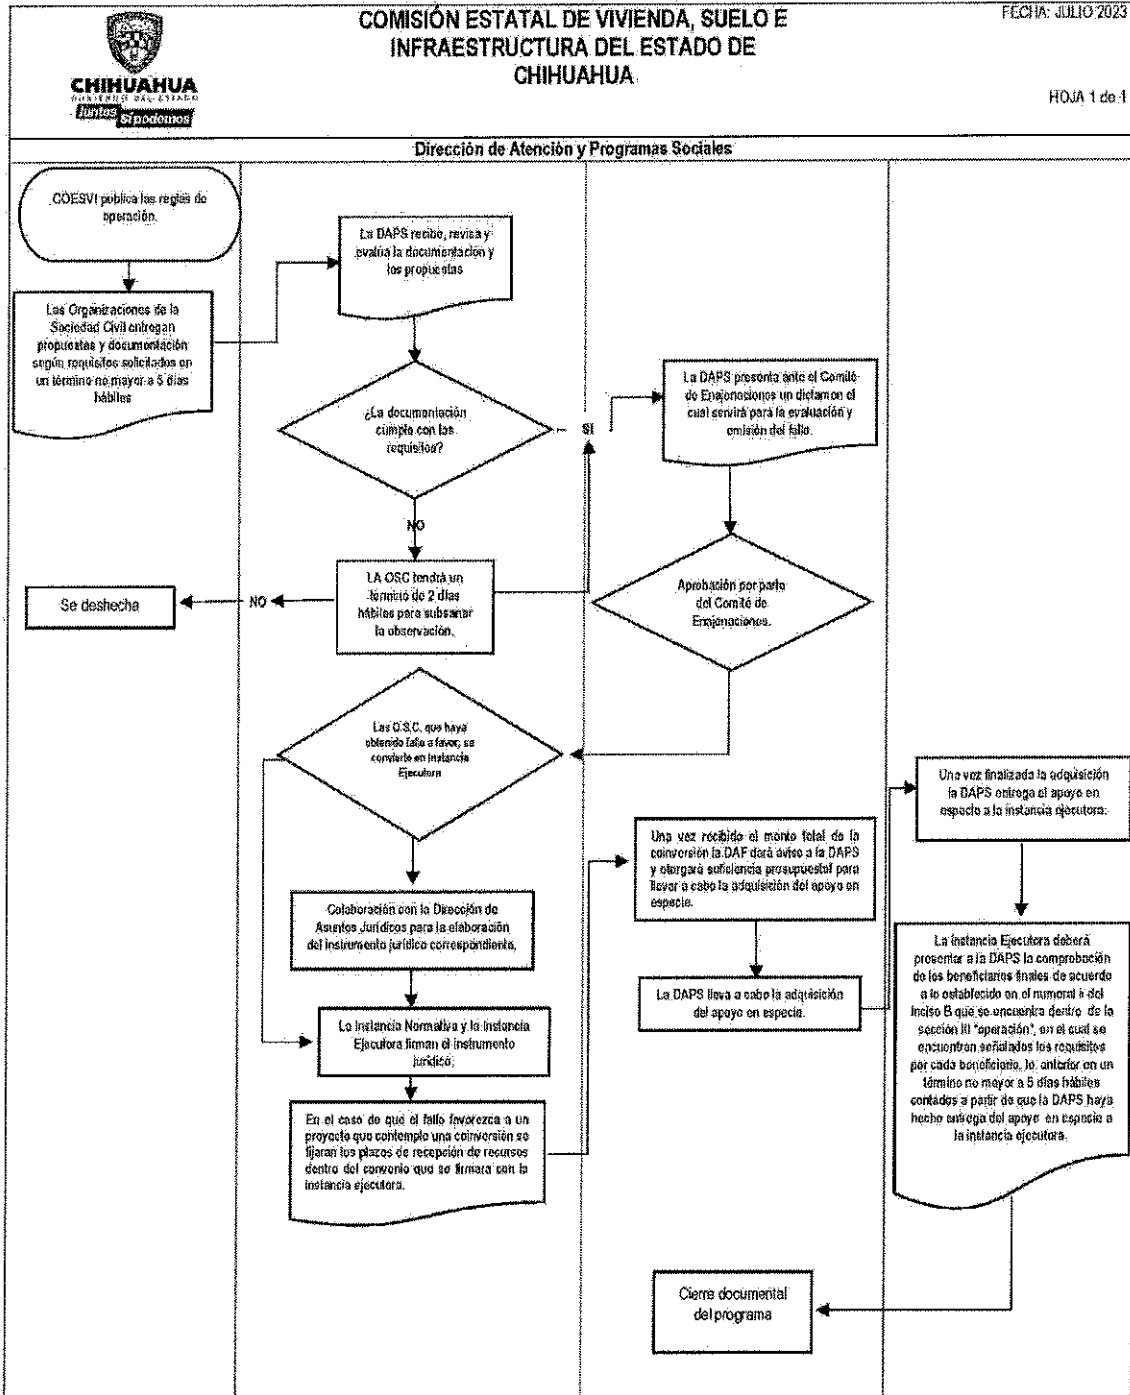 COMISIÓN ESTATAL DE VIVIENDA, SUELO E
INFRAESTRUCTURA DEL ESTADO DE
CHIHUAHUA
FECHA: JULIO 2023
HOJA 1 de 1
CHIHUAHUA
GOBIERNO DEL ESTADO
Juntos
Sí podemos
Dirección de Atención y Programas Sociales
COESVI publica las reglas de
operación.
Las Organizaciones de la
Sociedad Civil entregan
propuestas y documentación
según requisitos solicitados en
un término no mayor a 5 días
hábiles
La DAPS recibe, revisa y
evalúa la documentación y
las propuestas
¿La documentación
cumple con los
requisitos?
SI
NO
LA OSC tendrá un
término de 2 días
hábiles para subsanar
la observación.
NO
Se deshecha
La DAPS presenta ante el Comité
de Enajenaciones un dictamen el
cual servirá para la evaluación y
emisión del fallo.
Aprobación por parte
del Comité de
Enajenaciones.
Las O.S.C. que haya
obtenido fallo a favor, se
convierte en Instancia
Ejecutora
Colaboración con la Dirección de
Asuntos Jurídicos para la elaboración
del instrumento jurídico correspondiente.
La Instancia Normativa y la Instancia
Ejecutora firman el instrumento
jurídico.
En el caso de que el fallo favorezca a un
proyecto que contemple una coinversión se
fijaran los plazos de recepción de recursos
dentro del convenio que se firmara con la
instancia ejecutora.
Una vez recibido el monto total de la
coinversión la DAF dará aviso a la DAPS
y otorgará suficiencia presupuestal para
llevar a cabo la adquisición del apoyo en
especie.
La DAPS lleva a cabo la adquisición
del apoyo en especie.
Una vez finalizada la adquisición
la DAPS entrega el apoyo en
especie a la instancia ejecutora.
La Instancia Ejecutora deberá
presentar a la DAPS la comprobación
de los beneficiarios finales de acuerdo
a lo establecido en el numeral ii del
Inciso B que se encuentra dentro de la
sección III "operación", en el cual se
encuentran señalados los requisitos
por cada beneficiario, lo anterior en un
término no mayor a 5 días hábiles
contados a partir de que la DAPS haya
hecho entrega del apoyo en especie a
la instancia ejecutora.
Cierre documental
del programa